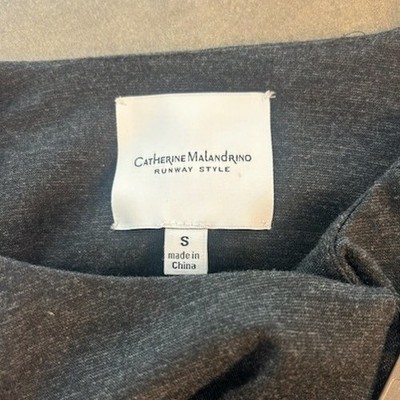 Catherine Malandrino
RUNWAY STYLE
S
made in
China